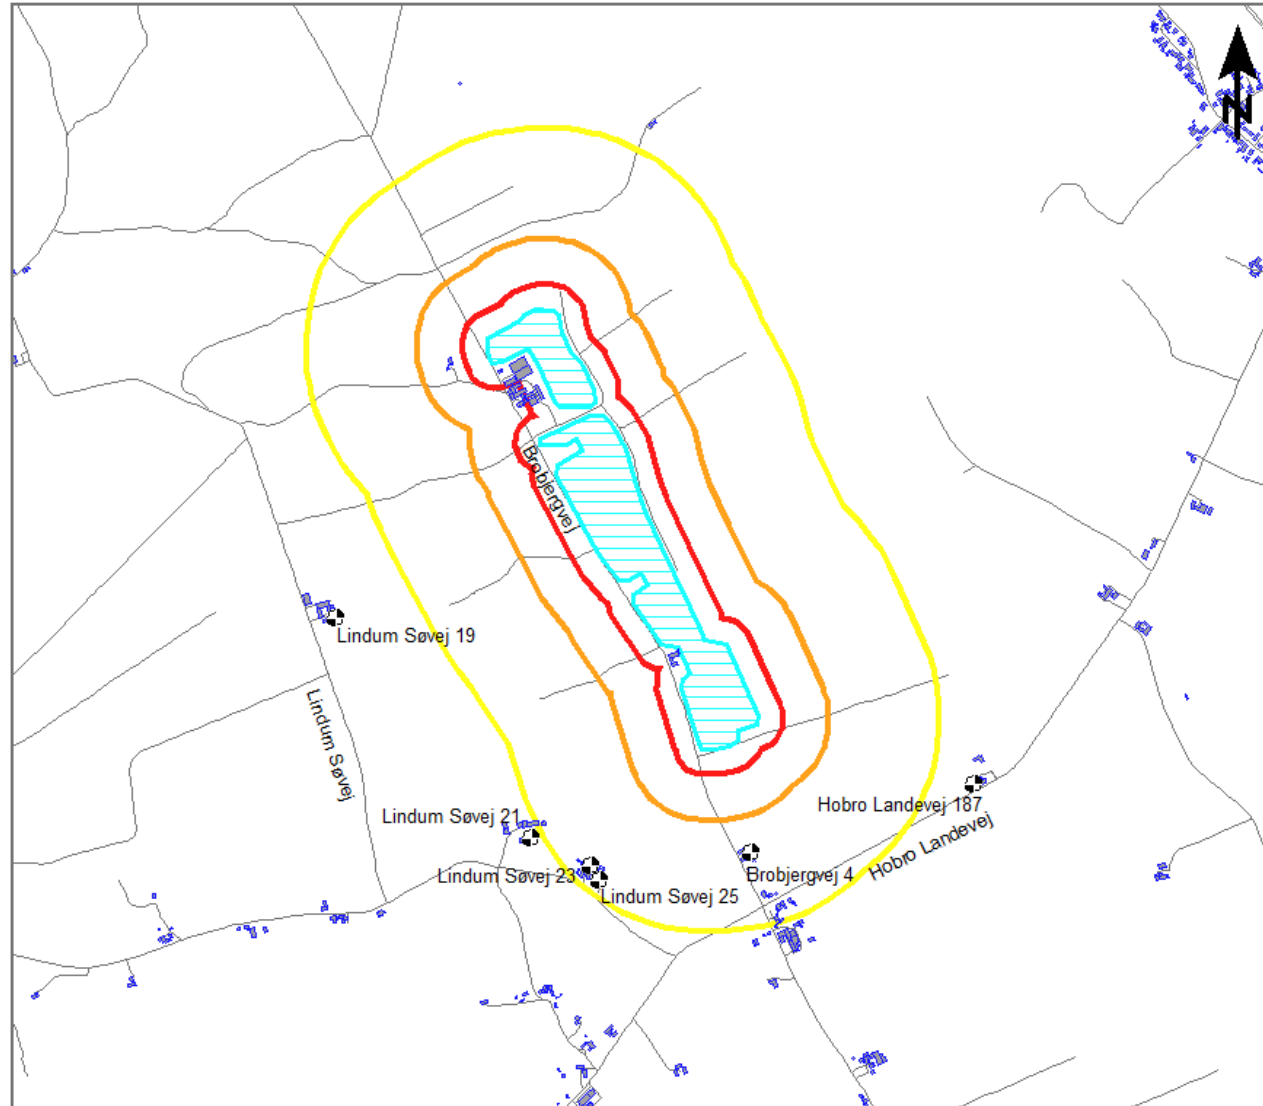 N
Brobjergvej
Lindum Søvej 19
Lindum Søvej
Hobro Landevej 187
Lindum Søvej 21
Hobro Landevej
Lindum Søvej 23
Brobjergvej 4
Lindum Søvej 25